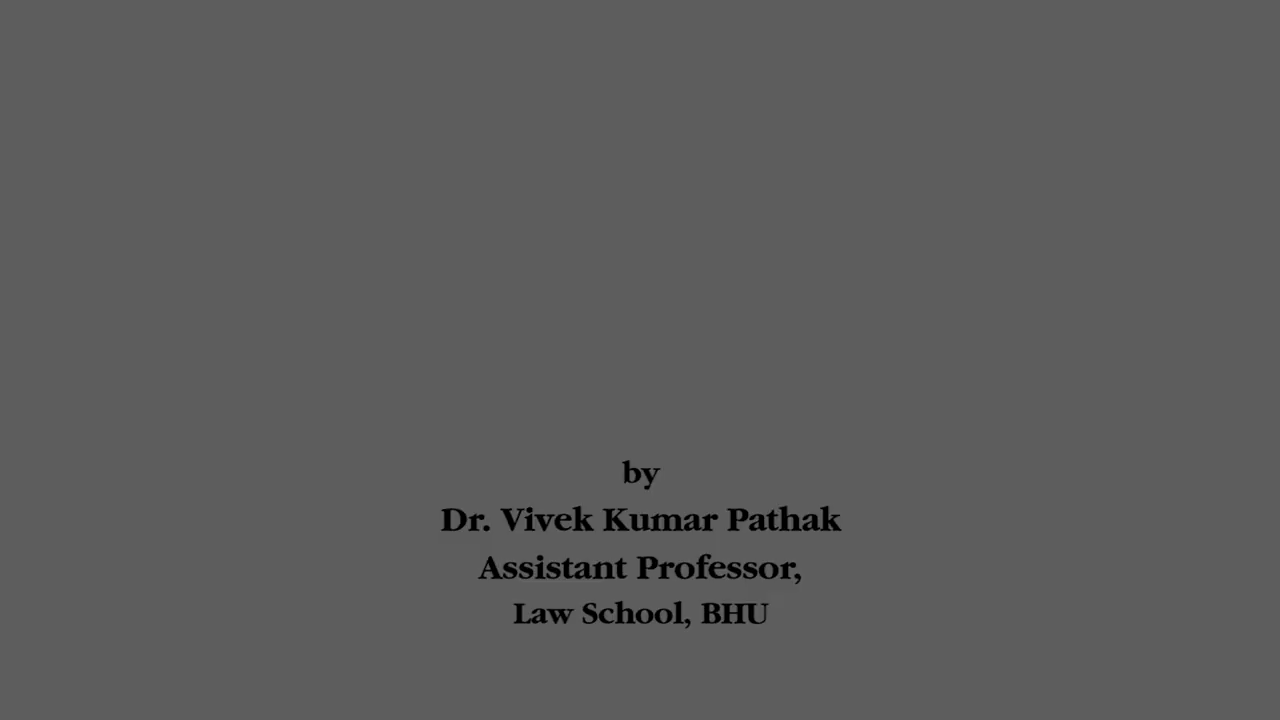 by
Dr. Vivek Kumar Pathak
Assistant Professor,
Law School, BHU